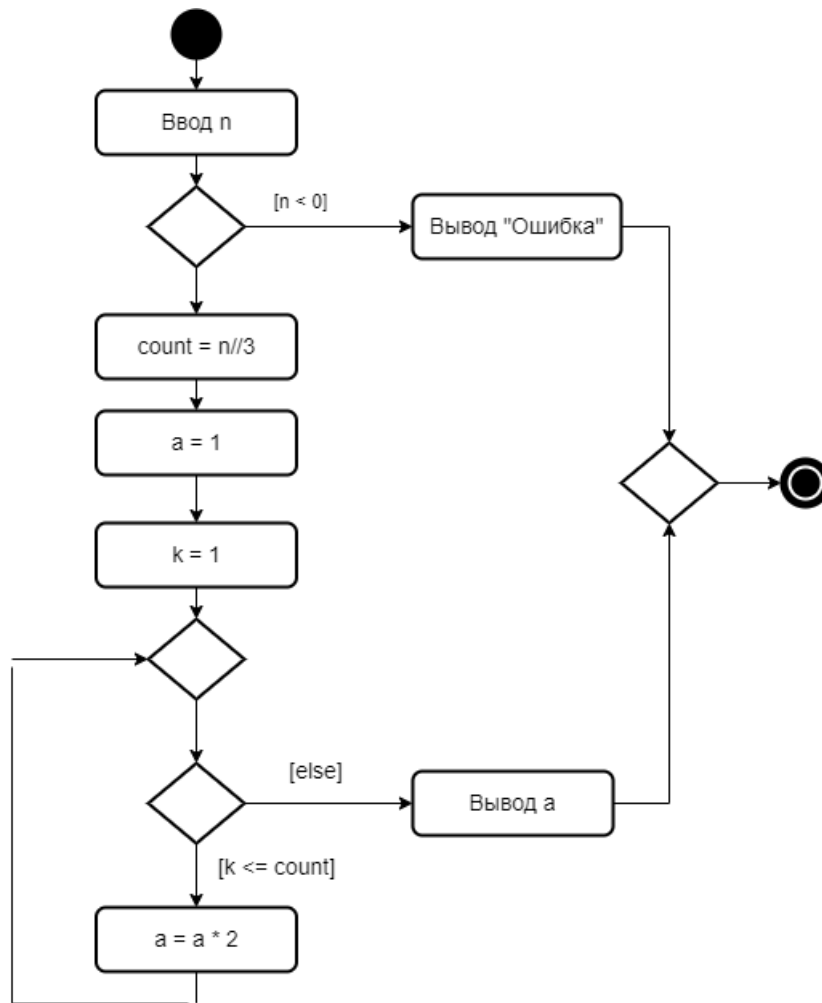 Ввод n
[n < 0]
Вывод "Ошибка"
count = n//3
a = 1
k = 1
[else]
Вывод a
[k <= count]
a = a * 2